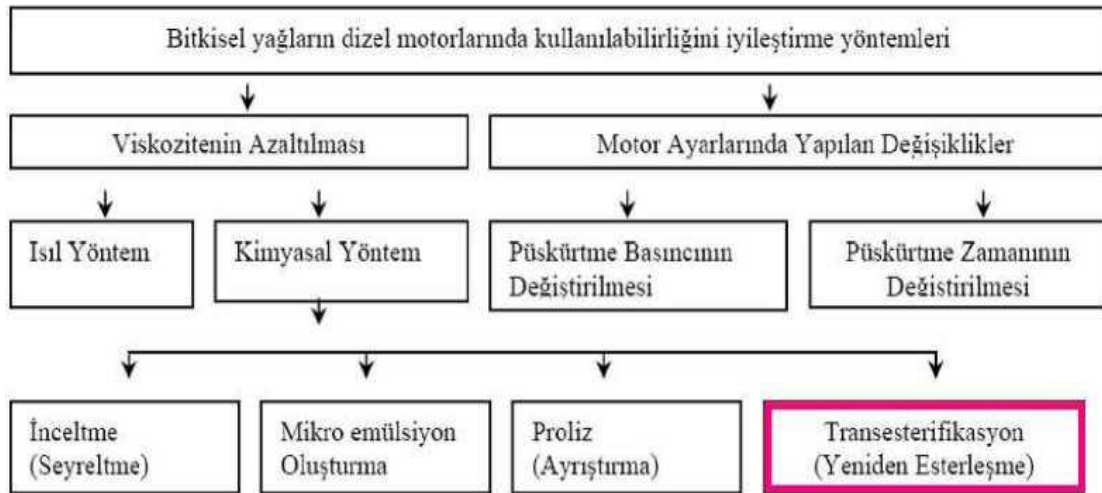 Bitkisel yağların dizel motorlarında kullanılabilirliğini iyileştirme yöntemleri
Viskozitenin Azaltılması
Motor Ayarlarında Yapılan Değişiklikler
Isıl Yöntem
Kimyasal Yöntem
Püskürtme Basıncının
Değiştirilmesi
Püskürtme Zamanının
Değistirilmesi
İnceltme
(Seyreltme)
Mikro emülsiyon
Oluşturma
Proliz
(Ayrıştırma)
Transesterifikasyon
(Yeniden Esterleşme)